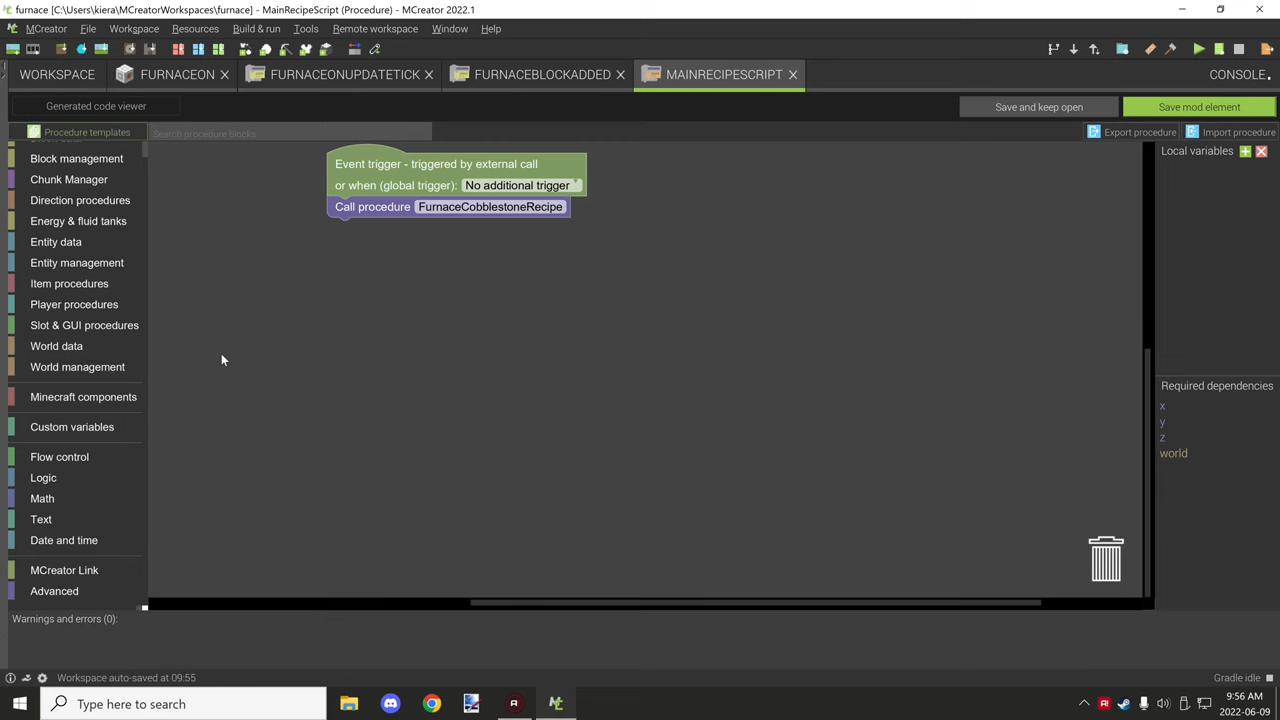 furnace [C:\Users\kiera\MCreatorWorkspaces\furnace] - MainRecipeScript (Procedure) - MCreator 2022.1
MCreator File Workspace Resources Build & run Tools Remote workspace Window Help
WORKSPACE FURNACEON FURNACEONUPDATETICK FURNACEBLOCKADDED MAINRECIPESCRIPT CONSOLE
Generated code viewer Save and keep open Save mod element
Procedure templates Search procedure blocks Export procedure Import procedure
Local variables
Block management
Chunk Manager
Direction procedures
Energy & fluid tanks
Entity data
Entity management
Item procedures
Player procedures
Slot & GUI procedures
World data
World management
Minecraft components
Custom variables
Flow control
Logic
Math
Text
Date and time
MCreator Link
Advanced
Event trigger - triggered by external call
or when (global trigger): No additional trigger
Call procedure FurnaceCobblestoneRecipe
Required dependencies
x
y
z
world
Warnings and errors (0):
Workspace auto-saved at 09:55 Gradle idle
Type here to search
9:56 AM
2022-06-09